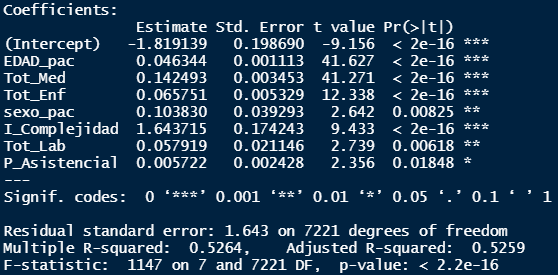 Coefficients:
Estimate Std. Error t value Pr(>|t|)
(Intercept) -1.819139 0.198690 -9.156 < 2e-16 ***
EDAD_pac 0.046344 0.001113 41.627 < 2e-16 ***
Tot_Med 0.142493 0.003453 41.271 < 2e-16 ***
Tot_Enf 0.065751 0.005329 12.338 < 2e-16 ***
sexo_pac 0.103830 0.039293 2.642 0.00825 **
I_Complejidad 1.643715 0.174243 9.433 < 2e-16 ***
Tot_Lab 0.057919 0.021146 2.739 0.00618 **
P_Asistencial 0.005722 0.002428 2.356 0.01848 *
---
Signif. codes: 0 ‘***’ 0.001 ‘**’ 0.01 ‘*’ 0.05 ‘.’ 0.1 ‘ ’ 1
Residual standard error: 1.643 on 7221 degrees of freedom
Multiple R-squared: 0.5264, Adjusted R-squared: 0.5259
F-statistic: 1147 on 7 and 7221 DF, p-value: < 2.2e-16